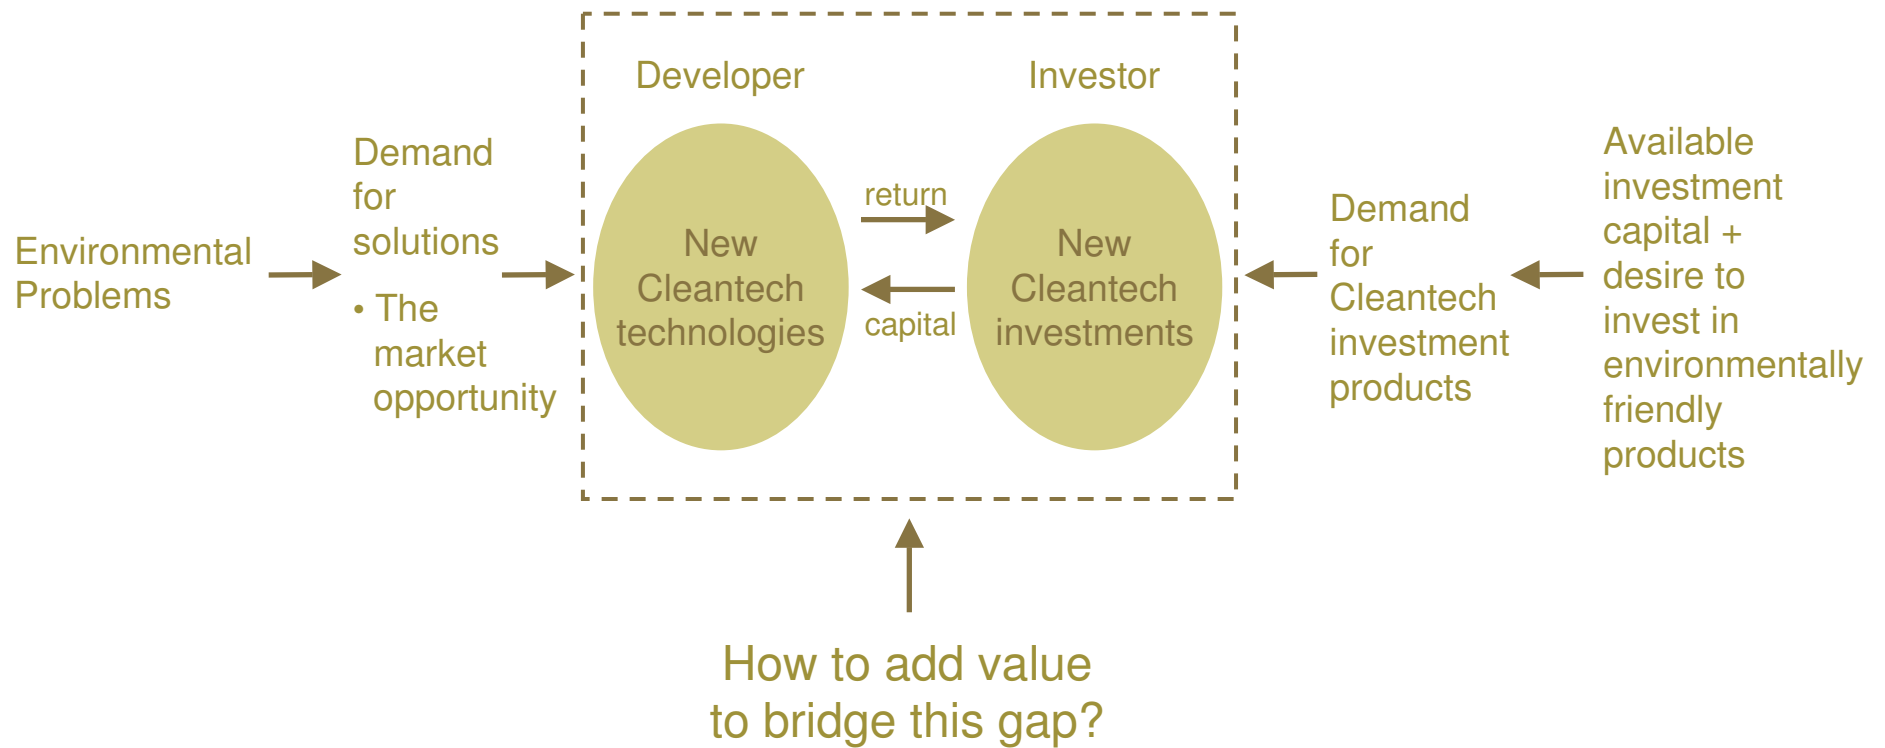 Environmental
Problems
Demand
for
solutions
• The
market
opportunity
Developer
New
Cleantech
technologies
return
capital
Investor
New
Cleantech
investments
Demand
for
Cleantech
investment
products
Available
investment
capital +
desire to
invest in
environmentally
friendly
products
How to add value
to bridge this gap?